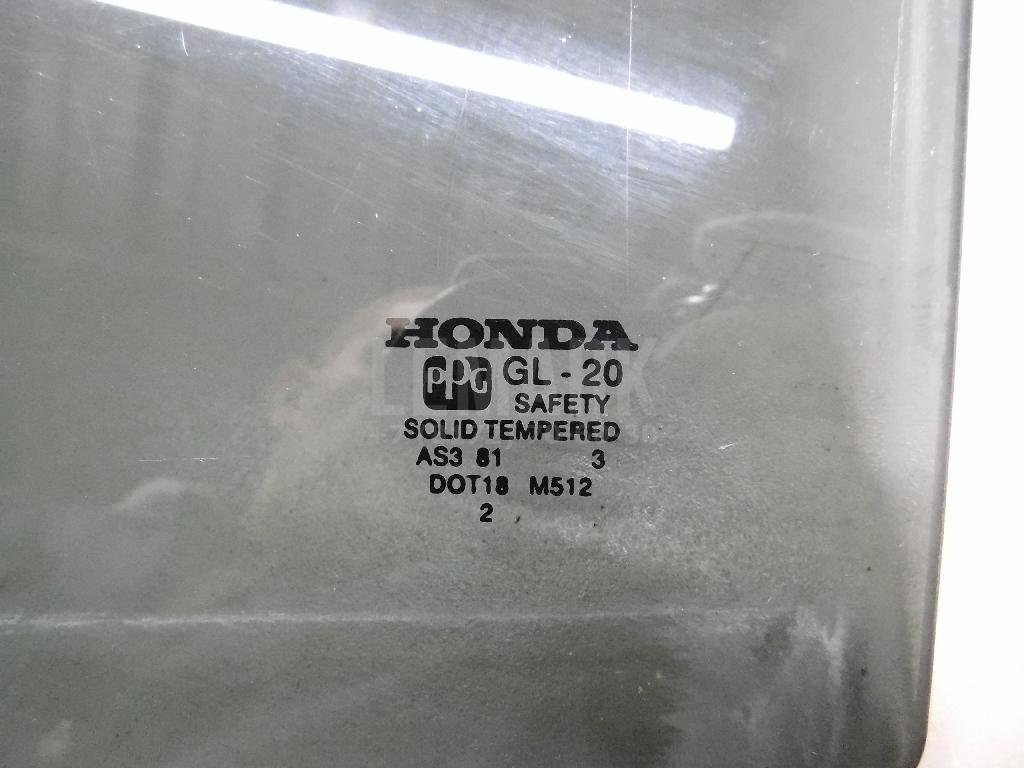 HONDA
PPG GL - 20
SAFETY
SOLID TEMPERED
AS3 81 3
DOT18 M512
2